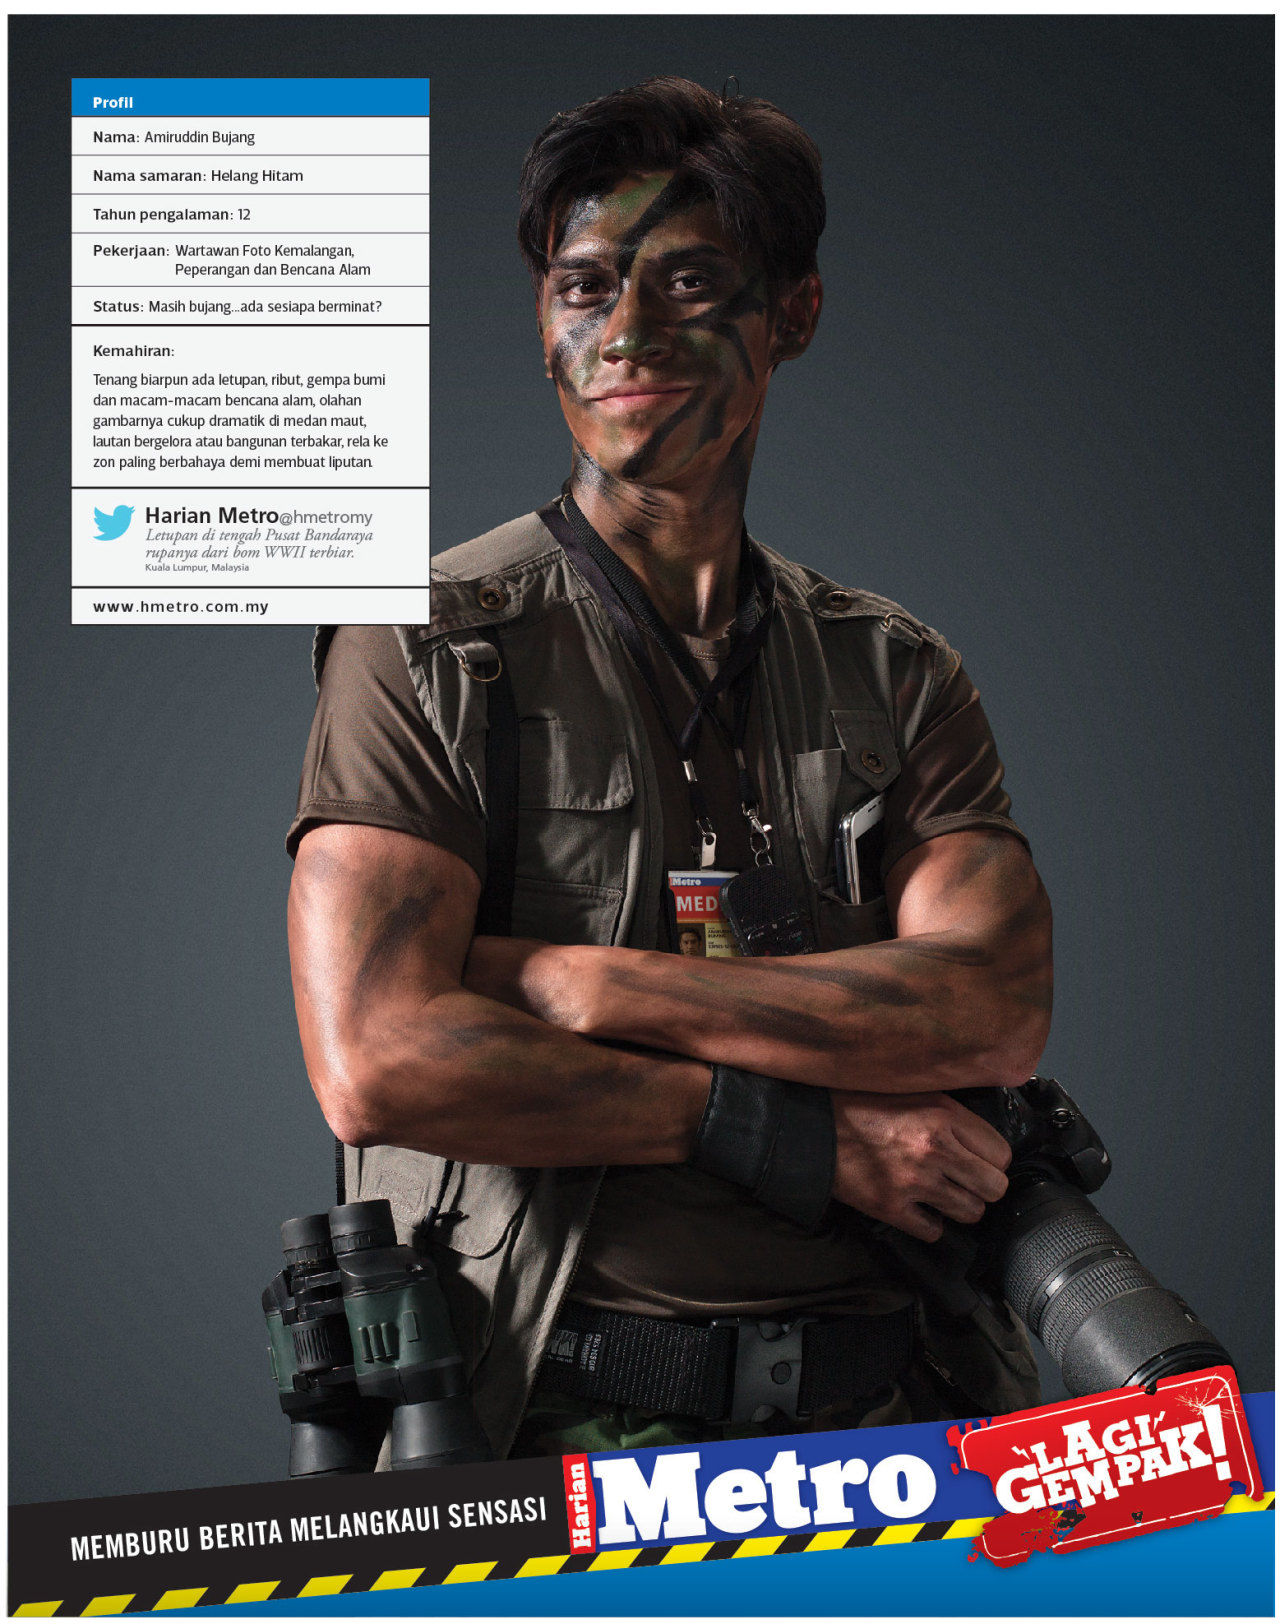 Profil
Nama: Amiruddin Bujang
Nama samaran: Helang Hitam
Tahun pengalaman: 12
Pekerjaan: Wartawan Foto Kemalangan,
Peperangan dan Bencana Alam
Status: Masih bujang...ada sesiapa berminat?
Kemahiran:
Tenang biarpun ada letupan, ribut, gempa bumi
dan macam-macam bencana alam, olahan
gambarnya cukup dramatik di medan maut,
lautan bergelora atau bangunan terbakar, rela ke
zon paling berbahaya demi membuat liputan.
Harian Metro@hmetromy
Letupan di tengah Pusat Bandaraya
rupanya dari bom WWII terbiar.
Kuala Lumpur, Malaysia
www.hmetro.com.my
Metro
MED
MEMBURU BERITA MELANGKAUI SENSASI
Harian Metro
LAGI
GEMPAK!